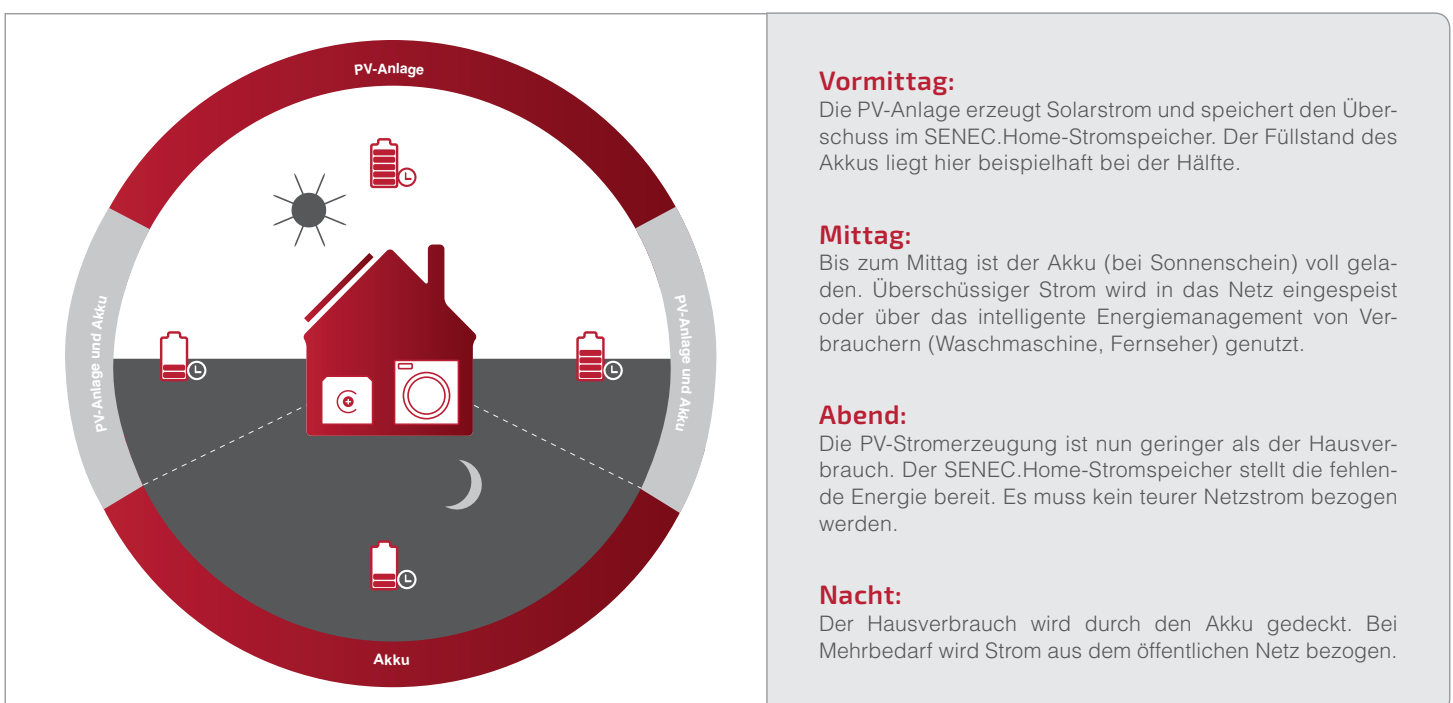 PV-Anlage
PV-Anlage und Akku
PV-Anlage und Akku
Akku
Vormittag:
Die PV-Anlage erzeugt Solarstrom und speichert den Über-
schuss im SENEC.Home-Stromspeicher. Der Füllstand des
Akkus liegt hier beispielhaft bei der Hälfte.
Mittag:
Bis zum Mittag ist der Akku (bei Sonnenschein) voll gela-
den. Überschüssiger Strom wird in das Netz eingespeist
oder über das intelligente Energiemanagement von Ver-
brauchern (Waschmaschine, Fernseher) genutzt.
Abend:
Die PV-Stromerzeugung ist nun geringer als der Hausver-
brauch. Der SENEC.Home-Stromspeicher stellt die fehlen-
de Energie bereit. Es muss kein teurer Netzstrom bezogen
werden.
Nacht:
Der Hausverbrauch wird durch den Akku gedeckt. Bei
Mehrbedarf wird Strom aus dem öffentlichen Netz bezogen.